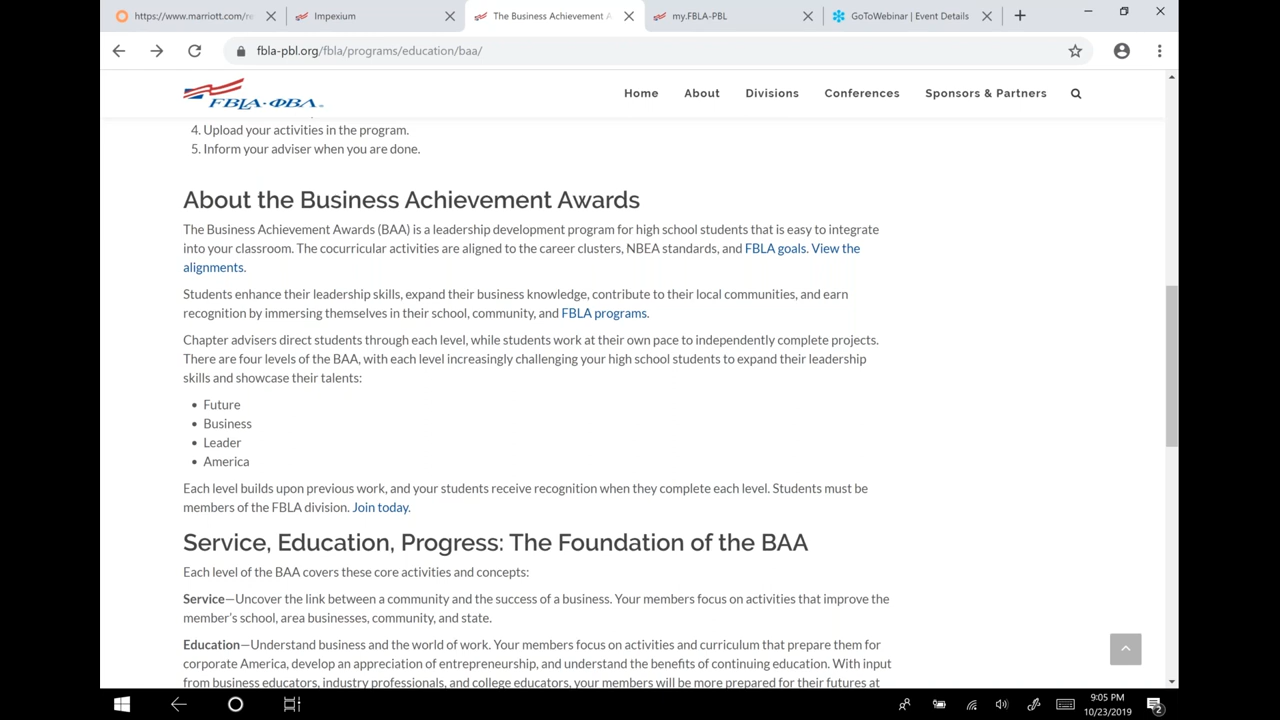 https://www.marriott.com/re
Impexium
The Business Achievement A
my.FBLA-PBL
GoToWebinar | Event Details
fbla-pbl.org/fbla/programs/education/baa/
FBLA-ΦBA
Home About Divisions Conferences Sponsors & Partners
4. Upload your activities in the program.
5. Inform your adviser when you are done.
About the Business Achievement Awards
The Business Achievement Awards (BAA) is a leadership development program for high school students that is easy to integrate
into your classroom. The cocurricular activities are aligned to the career clusters, NBEA standards, and FBLA goals. View the
alignments.
Students enhance their leadership skills, expand their business knowledge, contribute to their local communities, and earn
recognition by immersing themselves in their school, community, and FBLA programs.
Chapter advisers direct students through each level, while students work at their own pace to independently complete projects.
There are four levels of the BAA, with each level increasingly challenging your high school students to expand their leadership
skills and showcase their talents:
• Future
• Business
• Leader
• America
Each level builds upon previous work, and your students receive recognition when they complete each level. Students must be
members of the FBLA division. Join today.
Service, Education, Progress: The Foundation of the BAA
Each level of the BAA covers these core activities and concepts:
Service—Uncover the link between a community and the success of a business. Your members focus on activities that improve the
member's school, area businesses, community, and state.
Education—Understand business and the world of work. Your members focus on activities and curriculum that prepare them for
corporate America, develop an appreciation of entrepreneurship, and understand the benefits of continuing education. With input
from business educators, industry professionals, and college educators, your members will be more prepared for their futures at
9:05 PM
10/23/2019
2